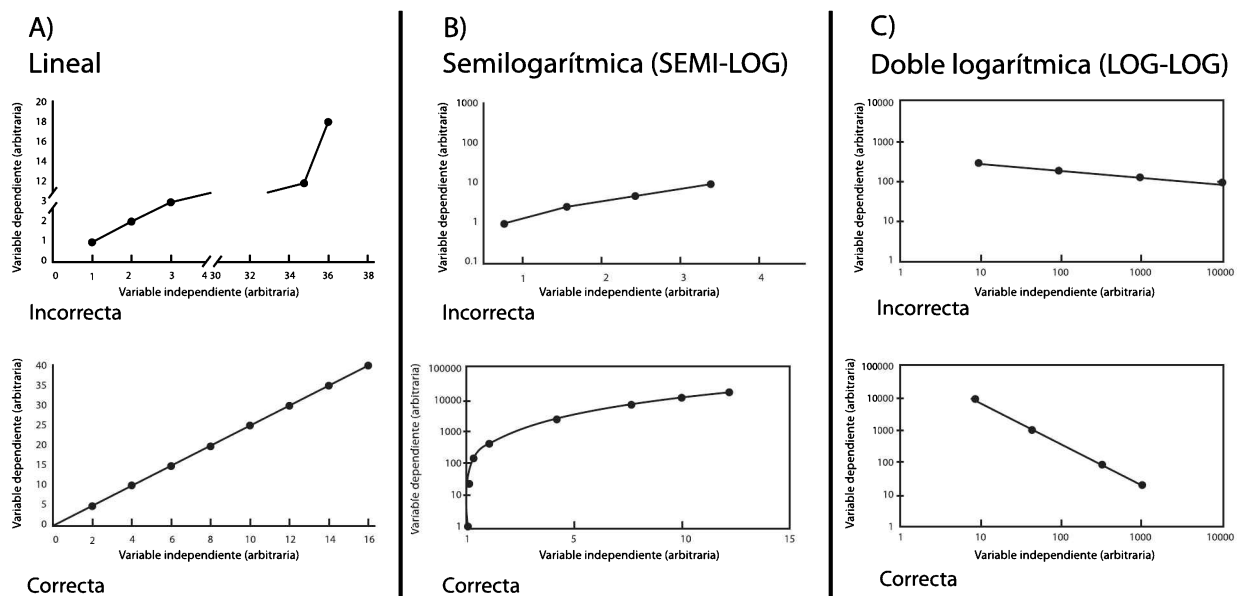 A)
Lineal
Variable dependiente (arbitraria)
20
18
16
14
12
3
2
1
0
0 1 2 3 4 30 32 34 36 38
Variable independiente (arbitraria)
Incorrecta
Variable dependiente (arbitraria)
40
35
30
25
20
15
10
5
0
0 2 4 6 8 10 12 14 16
Variable independiente (arbitraria)
Correcta
B)
Semilogarítmica (SEMI-LOG)
Variable dependiente (arbitraria)
1000
100
10
1
0.1
1 2 3 4
Variable independiente (arbitraria)
Incorrecta
Variable dependiente (arbitraria)
100000
10000
1000
100
10
1
1 5 10 15
Variable independiente (arbitraria)
Correcta
C)
Doble logarítmica (LOG-LOG)
Variable dependiente (arbitraria)
10000
1000
100
10
1
1 10 100 1000 10000
Variable independiente (arbitraria)
Incorrecta
Variable dependiente (arbitraria)
100000
10000
1000
100
10
1
1 10 100 1000 10000
Variable independiente (arbitraria)
Correcta